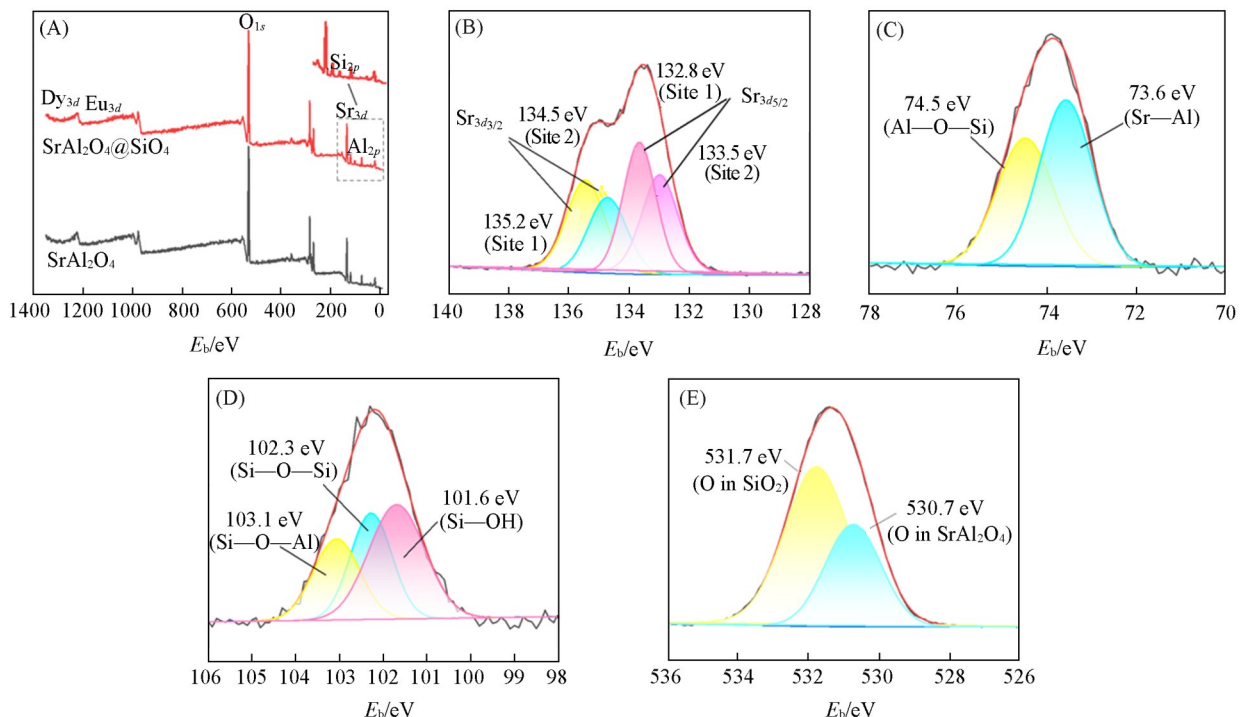 (A)
O1s
Si2p
Dy3d Eu3d
Sr3d
SrAl2O4@SiO4
Al2p
SrAl2O4
1400 1200 1000 800 600 400 200 0
Eb/eV
(B)
132.8 eV
(Site 1)
Sr3d5/2
Sr3d3/2
134.5 eV
(Site 2)
133.5 eV
(Site 2)
135.2 eV
(Site 1)
140 138 136 134 132 130 128
Eb/eV
(C)
74.5 eV
(Al—O—Si)
73.6 eV
(Sr—Al)
78 76 74 72 70
Eb/eV
(D)
102.3 eV
(Si—O—Si)
101.6 eV
(Si—OH)
103.1 eV
(Si—O—Al)
106 105 104 103 102 101 100 99 98
Eb/eV
(E)
531.7 eV
(O in SiO2)
530.7 eV
(O in SrAl2O4)
536 534 532 530 528 526
Eb/eV